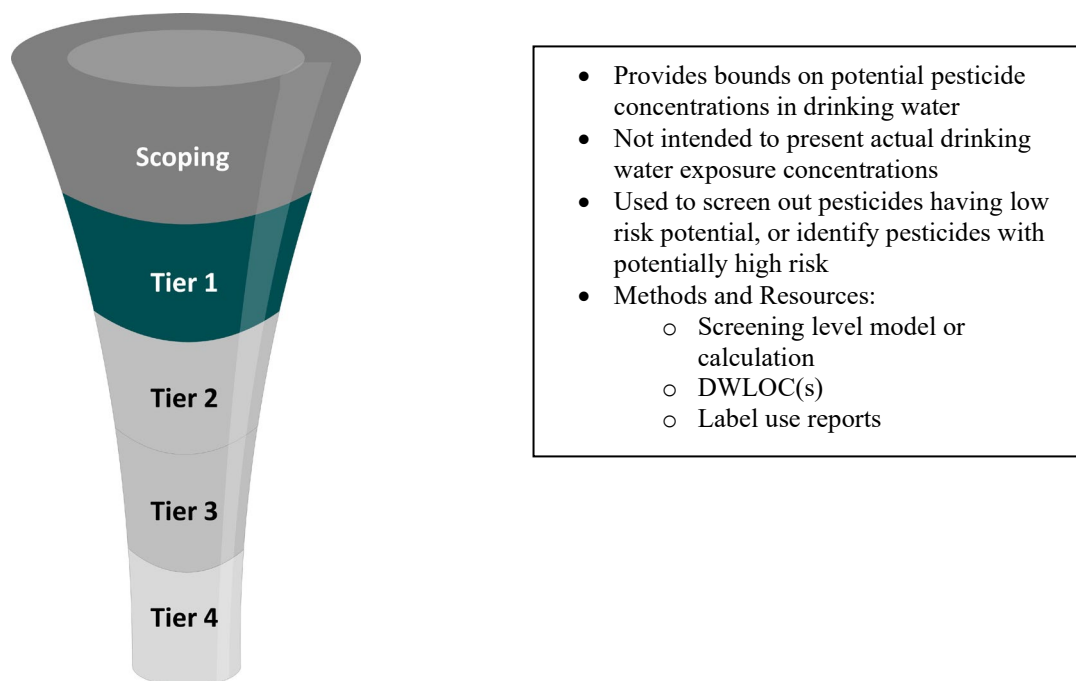 Scoping
Tier 1
Tier 2
Tier 3
Tier 4
• Provides bounds on potential pesticide
concentrations in drinking water
• Not intended to present actual drinking
water exposure concentrations
• Used to screen out pesticides having low
risk potential, or identify pesticides with
potentially high risk
• Methods and Resources:
o Screening level model or
calculation
o DWLOC(s)
o Label use reports